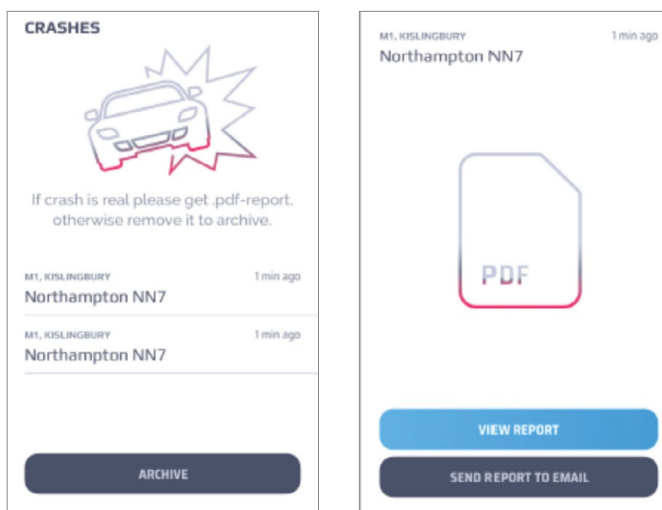 CRASHES
If crash is real please get .pdf-report,
otherwise remove it to archive.
M1, KISLINGBURY 1 min ago
Northampton NN7
M1, KISLINGBURY 1 min ago
Northampton NN7
ARCHIVE
M1, KISLINGBURY 1 min ago
Northampton NN7
PDF
VIEW REPORT
SEND REPORT TO EMAIL